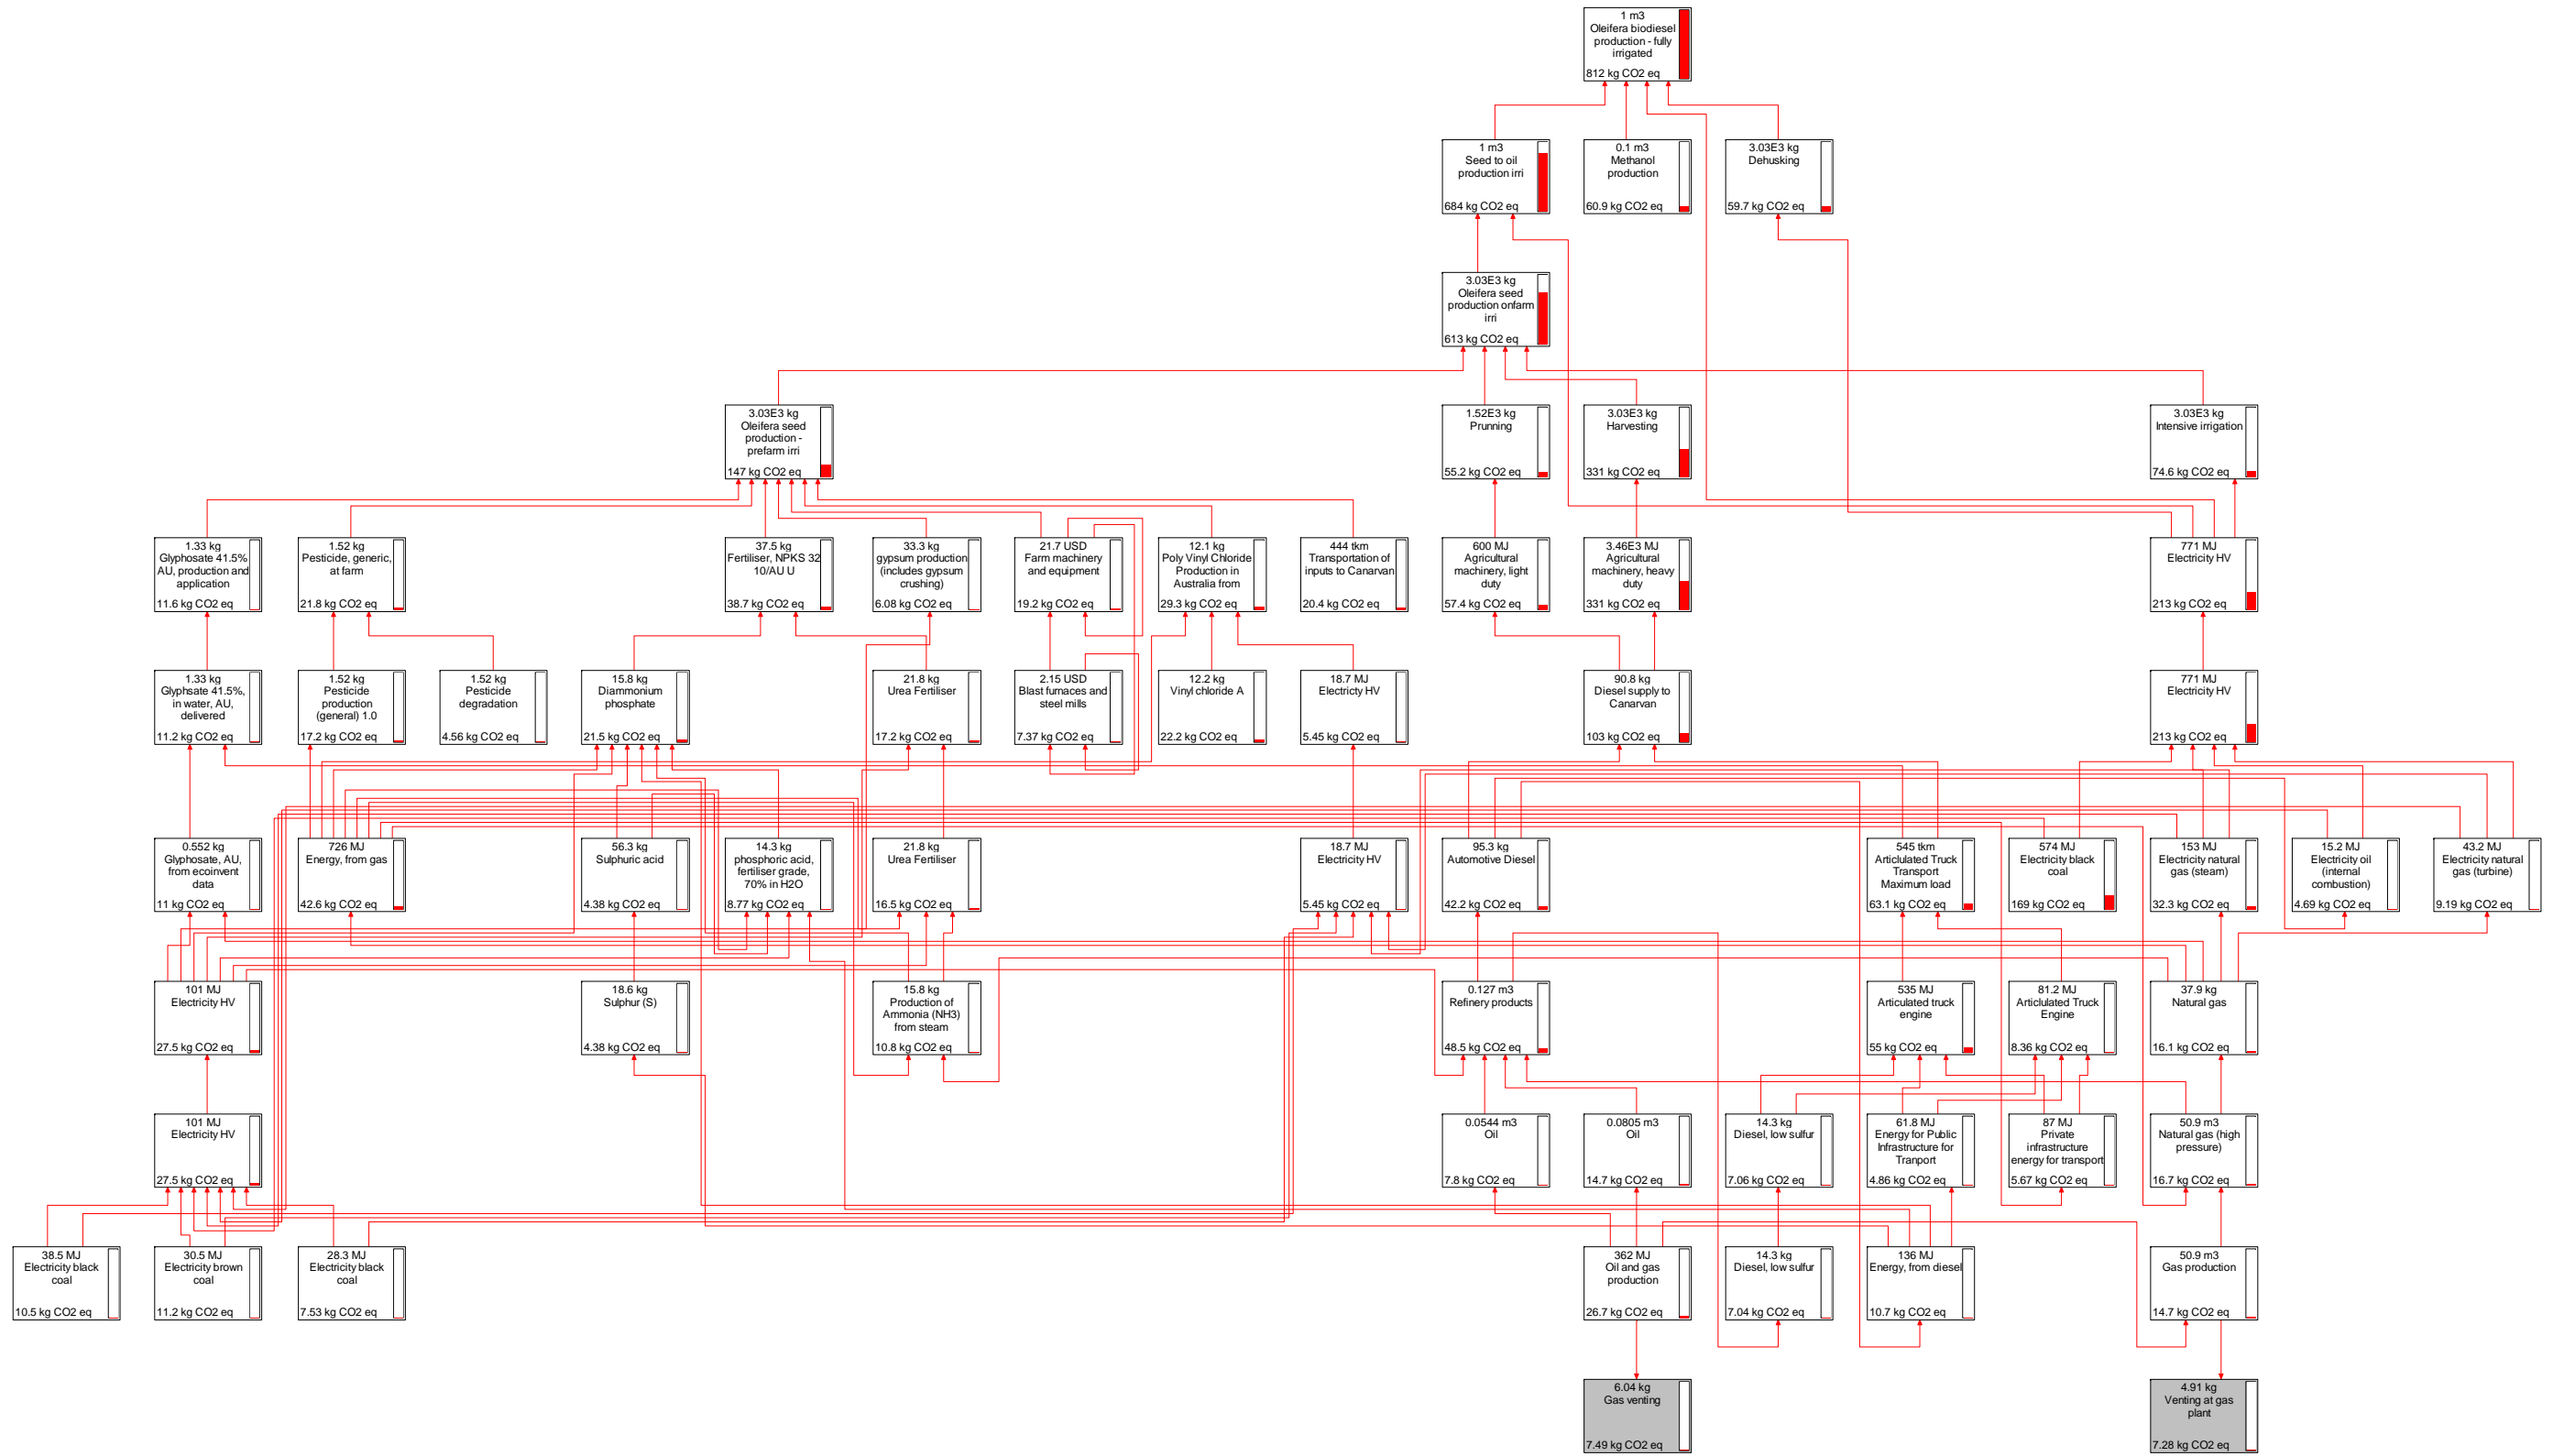 1 m3
Oleifera biodiesel
production - fully
irrigated
812 kg CO2 eq
1 m3
Seed to oil
production irri
684 kg CO2 eq
0.1 m3
Methanol
production
60.9 kg CO2 eq
3.03E3 kg
Dehusking
59.7 kg CO2 eq
3.03E3 kg
Oleifera seed
production onfarm
irri
613 kg CO2 eq
3.03E3 kg
Oleifera seed
production -
prefarm irri
147 kg CO2 eq
1.52E3 kg
Prunning
55.2 kg CO2 eq
3.03E3 kg
Harvesting
331 kg CO2 eq
3.03E3 kg
Intensive irrigation
74.6 kg CO2 eq
1.33 kg
Glyphosate 41.5%
AU, production and
application
11.6 kg CO2 eq
1.52 kg
Pesticide, generic,
at farm
21.8 kg CO2 eq
37.5 kg
Fertiliser, NPKS 32
10/AU U
38.7 kg CO2 eq
33.3 kg
gypsum production
(includes gypsum
crushing)
6.08 kg CO2 eq
21.7 USD
Farm machinery
and equipment
19.2 kg CO2 eq
12.1 kg
Poly Vinyl Chloride
Production in
Australia from
29.3 kg CO2 eq
444 tkm
Transportation of
inputs to Canarvan
20.4 kg CO2 eq
600 MJ
Agricultural
machinery, light
duty
57.4 kg CO2 eq
3.46E3 MJ
Agricultural
machinery, heavy
duty
331 kg CO2 eq
771 MJ
Electricity HV
213 kg CO2 eq
1.33 kg
Glyphsate 41.5%,
in water, AU,
delivered
11.2 kg CO2 eq
1.52 kg
Pesticide
production
(general) 1.0
17.2 kg CO2 eq
1.52 kg
Pesticide
degradation
4.56 kg CO2 eq
15.8 kg
Diammonium
phosphate
21.5 kg CO2 eq
21.8 kg
Urea Fertiliser
17.2 kg CO2 eq
2.15 USD
Blast furnaces and
steel mills
7.37 kg CO2 eq
12.2 kg
Vinyl chloride A
22.2 kg CO2 eq
18.7 MJ
Electricty HV
5.45 kg CO2 eq
90.8 kg
Diesel supply to
Canarvan
103 kg CO2 eq
771 MJ
Electricity HV
213 kg CO2 eq
0.552 kg
Glyphosate, AU,
from ecoinvent
data
11 kg CO2 eq
726 MJ
Energy, from gas
42.6 kg CO2 eq
56.3 kg
Sulphuric acid
4.38 kg CO2 eq
14.3 kg
phosphoric acid,
fertiliser grade,
70% in H2O
8.77 kg CO2 eq
21.8 kg
Urea Fertiliser
16.5 kg CO2 eq
18.7 MJ
Electricity HV
5.45 kg CO2 eq
95.3 kg
Automotive Diesel
42.2 kg CO2 eq
545 tkm
Articlulated Truck
Transport
Maximum load
63.1 kg CO2 eq
574 MJ
Electricity black
coal
169 kg CO2 eq
153 MJ
Electricity natural
gas (steam)
32.3 kg CO2 eq
15.2 MJ
Electricity oil
(internal
combustion)
4.69 kg CO2 eq
43.2 MJ
Electricity natural
gas (turbine)
9.19 kg CO2 eq
101 MJ
Electricity HV
27.5 kg CO2 eq
18.6 kg
Sulphur (S)
4.38 kg CO2 eq
15.8 kg
Production of
Ammonia (NH3)
from steam
10.8 kg CO2 eq
0.127 m3
Refinery products
48.5 kg CO2 eq
535 MJ
Articulated truck
engine
55 kg CO2 eq
81.2 MJ
Articlulated Truck
Engine
8.36 kg CO2 eq
37.9 kg
Natural gas
16.1 kg CO2 eq
101 MJ
Electricity HV
27.5 kg CO2 eq
0.0544 m3
Oil
7.8 kg CO2 eq
0.0805 m3
Oil
14.7 kg CO2 eq
14.3 kg
Diesel, low sulfur
7.06 kg CO2 eq
61.8 MJ
Energy for Public
Infrastructure for
Tranport
4.86 kg CO2 eq
87 MJ
Private
infrastructure
energy for transport
5.67 kg CO2 eq
50.9 m3
Natural gas (high
pressure)
16.7 kg CO2 eq
38.5 MJ
Electricity black
coal
10.5 kg CO2 eq
30.5 MJ
Electricity brown
coal
11.2 kg CO2 eq
28.3 MJ
Electricity black
coal
7.53 kg CO2 eq
362 MJ
Oil and gas
production
26.7 kg CO2 eq
14.3 kg
Diesel, low sulfur
7.04 kg CO2 eq
136 MJ
Energy, from diesel
10.7 kg CO2 eq
50.9 m3
Gas production
14.7 kg CO2 eq
6.04 kg
Gas venting
7.49 kg CO2 eq
4.91 kg
Venting at gas
plant
7.28 kg CO2 eq